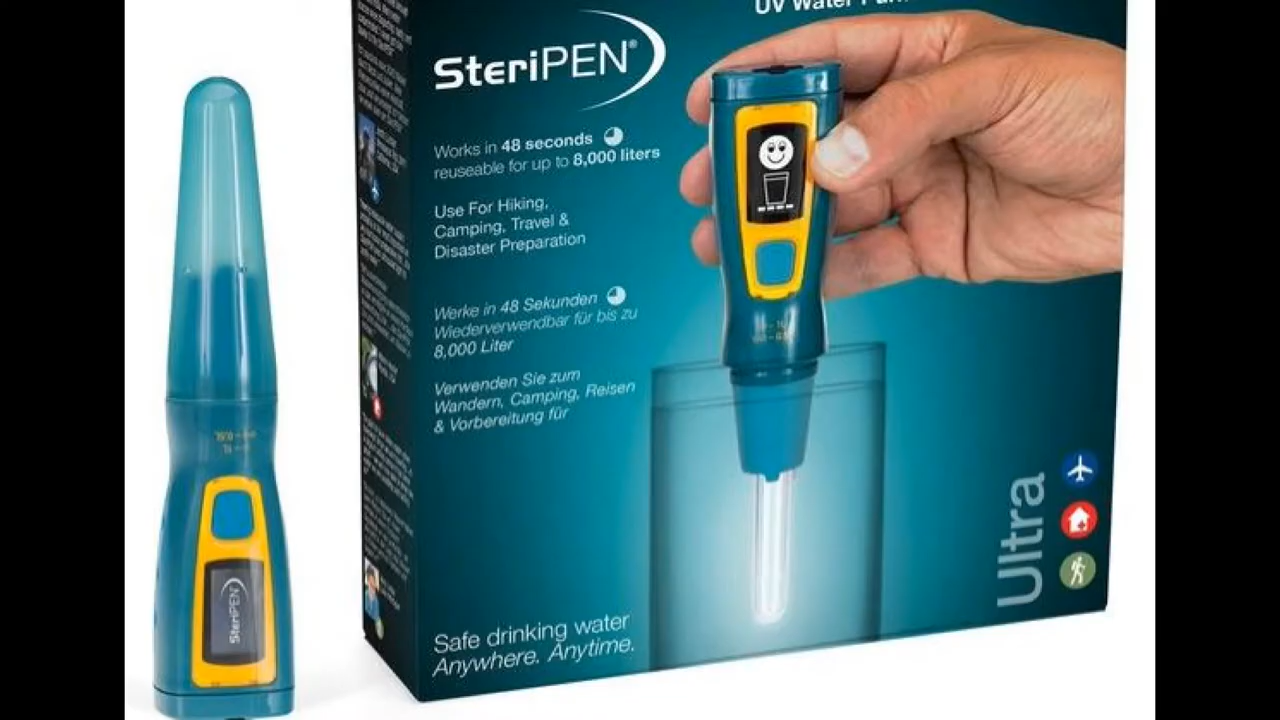 UV Water
SteriPEN®
Works in 48 seconds
reuseable for up to 8,000 liters
Use For Hiking,
Camping, Travel &
Disaster Preparation
Werke in 48 Sekunden
Wiederverwendbar für bis zu
8,000 Liter
Verwenden Sie zum
Wandern, Camping, Reisen
& Vorbereitung für
Safe drinking water
Anywhere. Anytime.
Ultra
SteriPEN